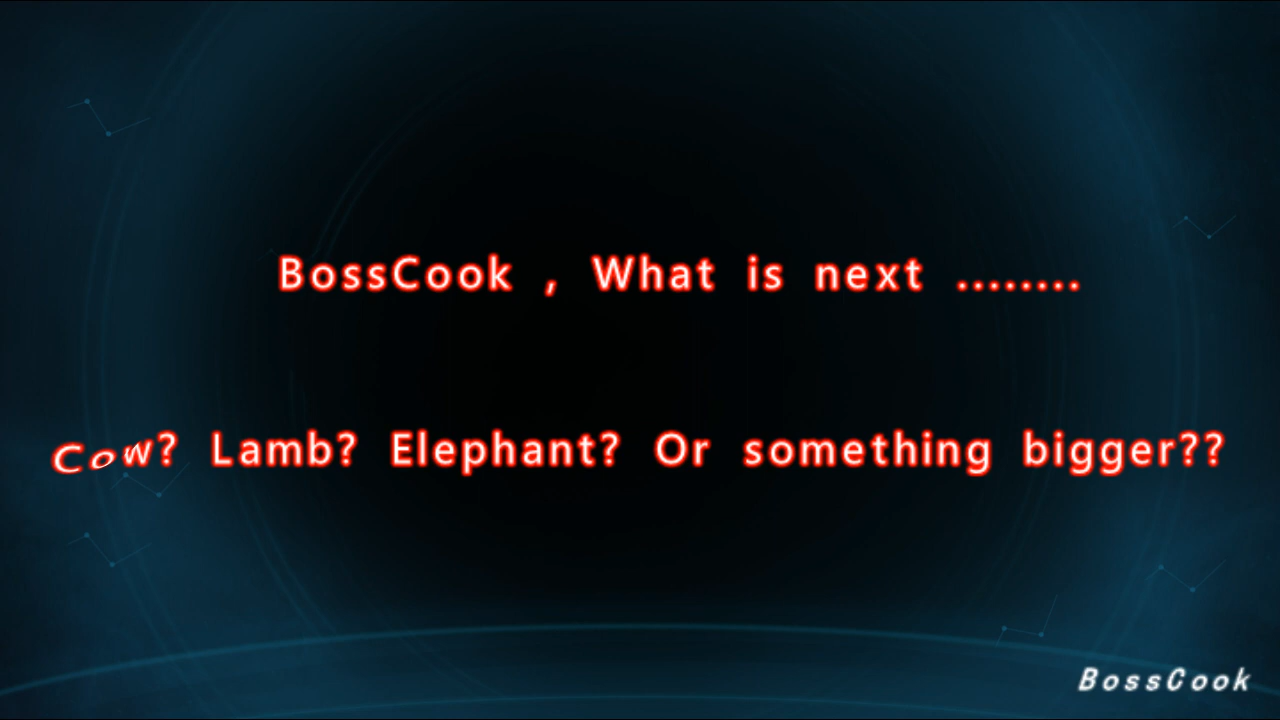 BossCook , What is next ........
Cow? Lamb? Elephant? Or something bigger??
BossCook